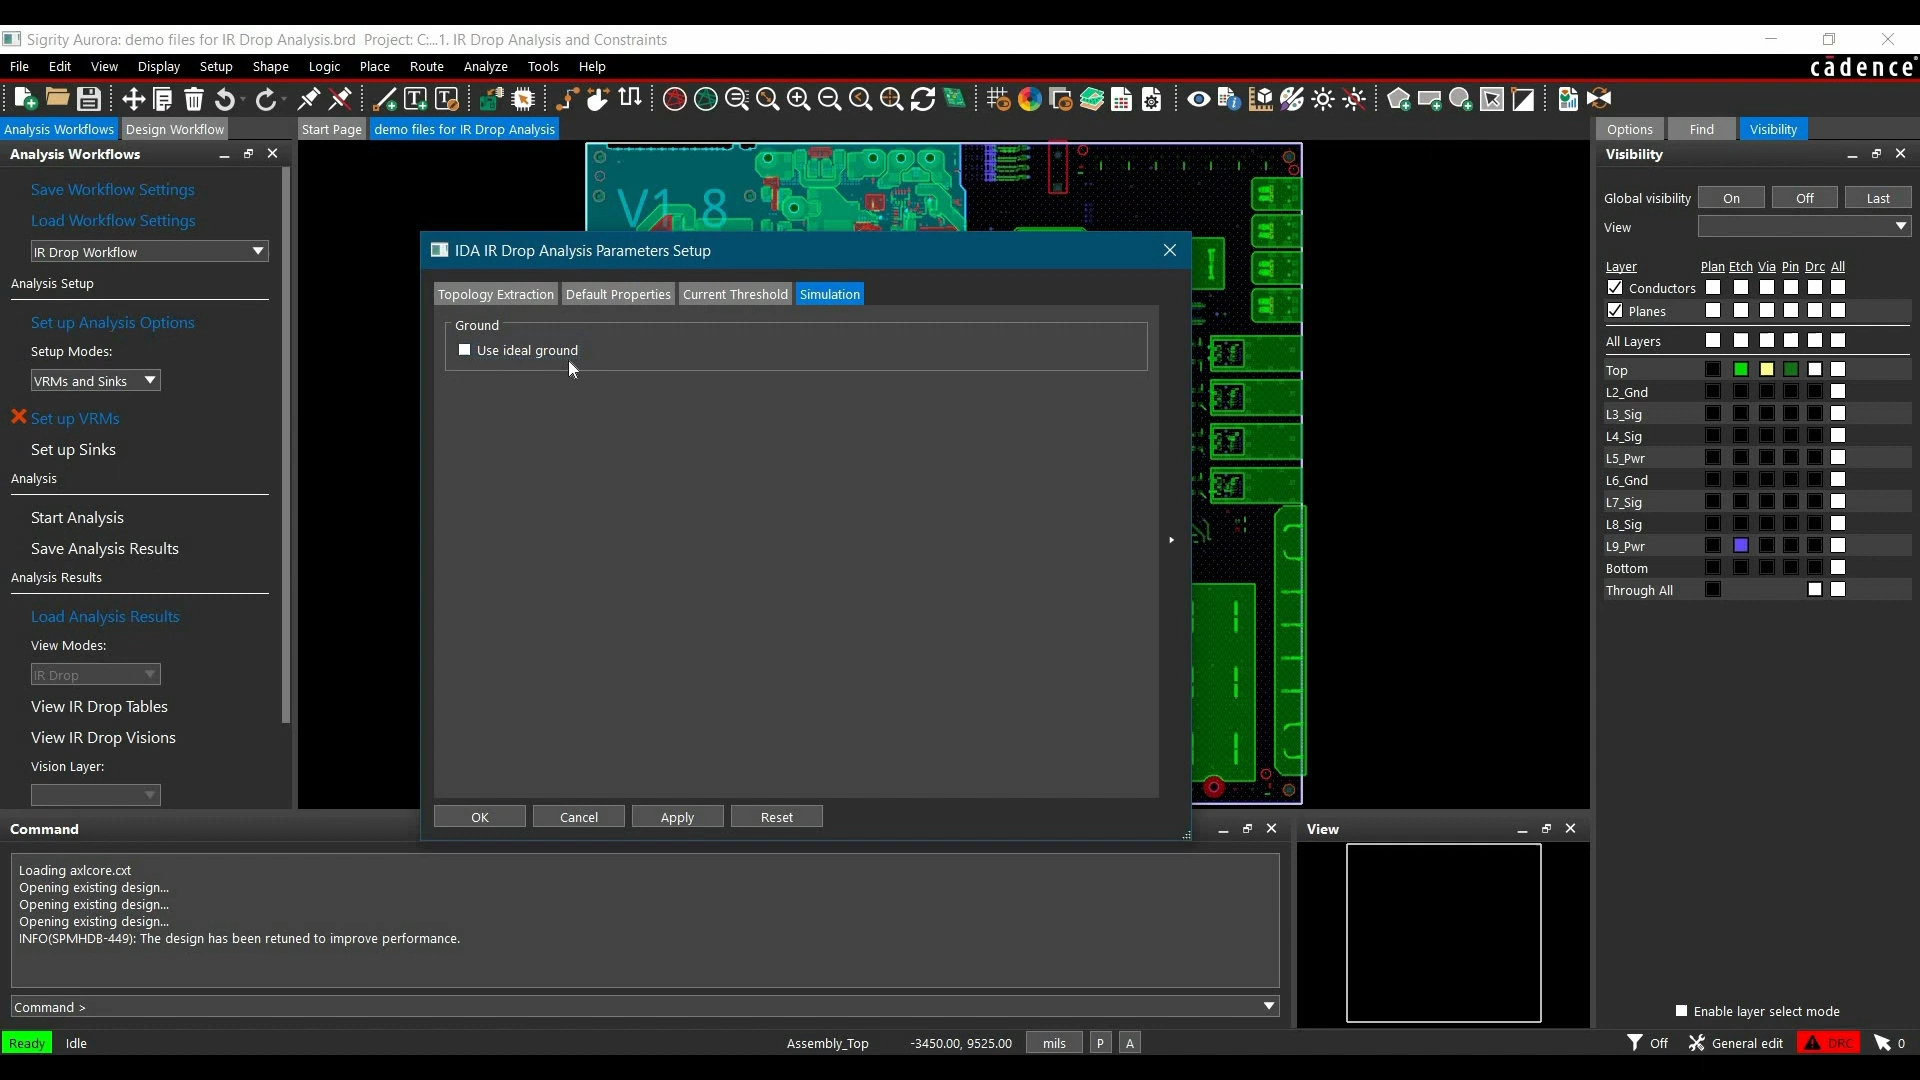 Sigrity Aurora: demo files for IR Drop Analysis.brd  Project: C:...1. IR Drop Analysis and Constraints
File Edit View Display Setup Shape Logic Place Route Analyze Tools Help
cādence
Analysis Workflows Design Workflow Start Page demo files for IR Drop Analysis Options Find Visibility
Analysis Workflows
Save Workflow Settings
Load Workflow Settings
IR Drop Workflow
Analysis Setup
Set up Analysis Options
Setup Modes:
VRMs and Sinks
Set up VRMs
Set up Sinks
Analysis
Start Analysis
Save Analysis Results
Analysis Results
Load Analysis Results
View Modes:
IR Drop
View IR Drop Tables
View IR Drop Visions
Vision Layer:
V1_8
IDA IR Drop Analysis Parameters Setup
Topology Extraction Default Properties Current Threshold Simulation
Ground
Use ideal ground
OK Cancel Apply Reset
Visibility
Global visibility On Off Last
View
Layer Plan Etch Via Pin Drc All
Conductors
Planes
All Layers
Top
L2_Gnd
L3_Sig
L4_Sig
L5_Pwr
L6_Gnd
L7_Sig
L8_Sig
L9_Pwr
Bottom
Through All
Enable layer select mode
Command
Loading axlcore.cxt
Opening existing design...
Opening existing design...
Opening existing design...
INFO(SPMHDB-449): The design has been retuned to improve performance.
Command >
View
Ready Idle Assembly_Top -3450.00, 9525.00 mils P A Off General edit DRC 0